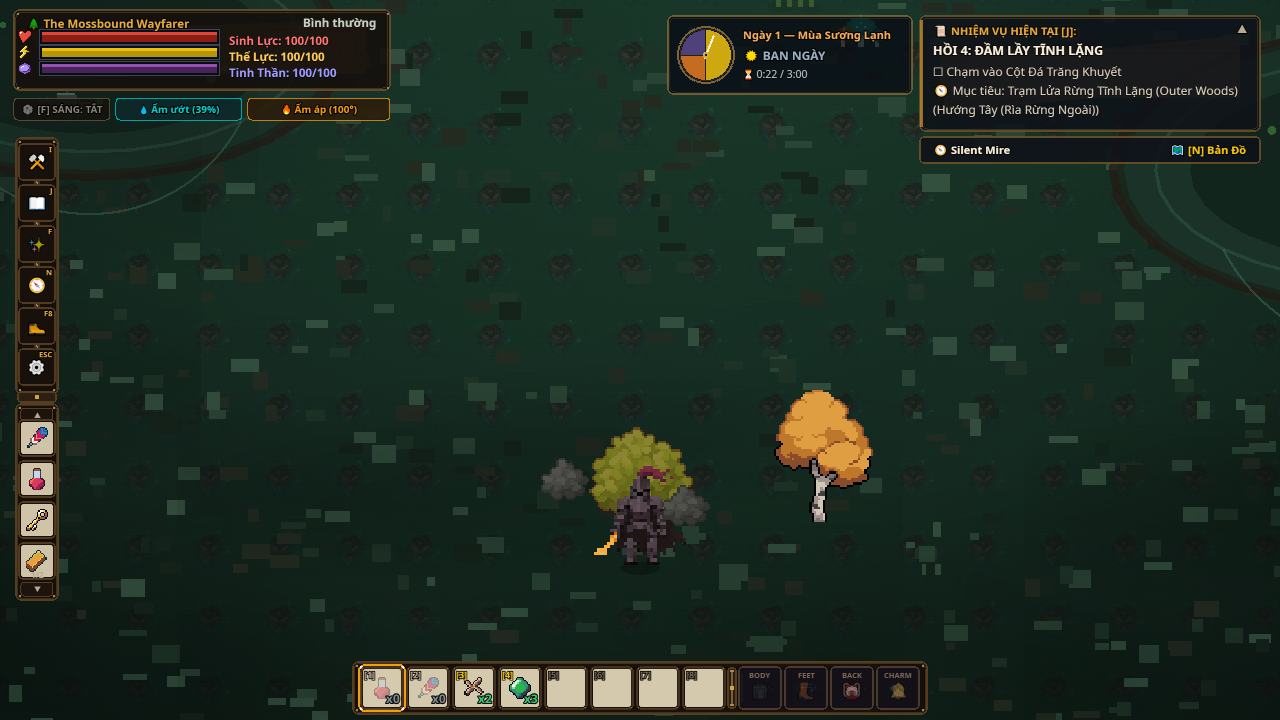 The Mossbound Wayfarer
Bình thường
Sinh Lực: 100/100
Thể Lực: 100/100
Tinh Thần: 100/100
[F] SÁNG: TẮT
Ẩm ướt (39%)
Ấm áp (100°)
Ngày 1 — Mùa Sương Lạnh
BAN NGÀY
0:22 / 3:00
NHIỆM VỤ HIỆN TẠI [J]:
HỒI 4: ĐẦM LẦY TĨNH LẶNG
☐ Chạm vào Cột Đá Trăng Khuyết
Mục tiêu: Trạm Lửa Rừng Tĩnh Lặng (Outer Woods)
(Hướng Tây (Rìa Rừng Ngoài))
Silent Mire
[N] Bản Đồ
I
J
F
N
F8
ESC
[1]
x0
[2]
x0
[3]
x2
[4]
x3
[5]
[6]
[7]
[8]
BODY
FEET
BACK
CHARM